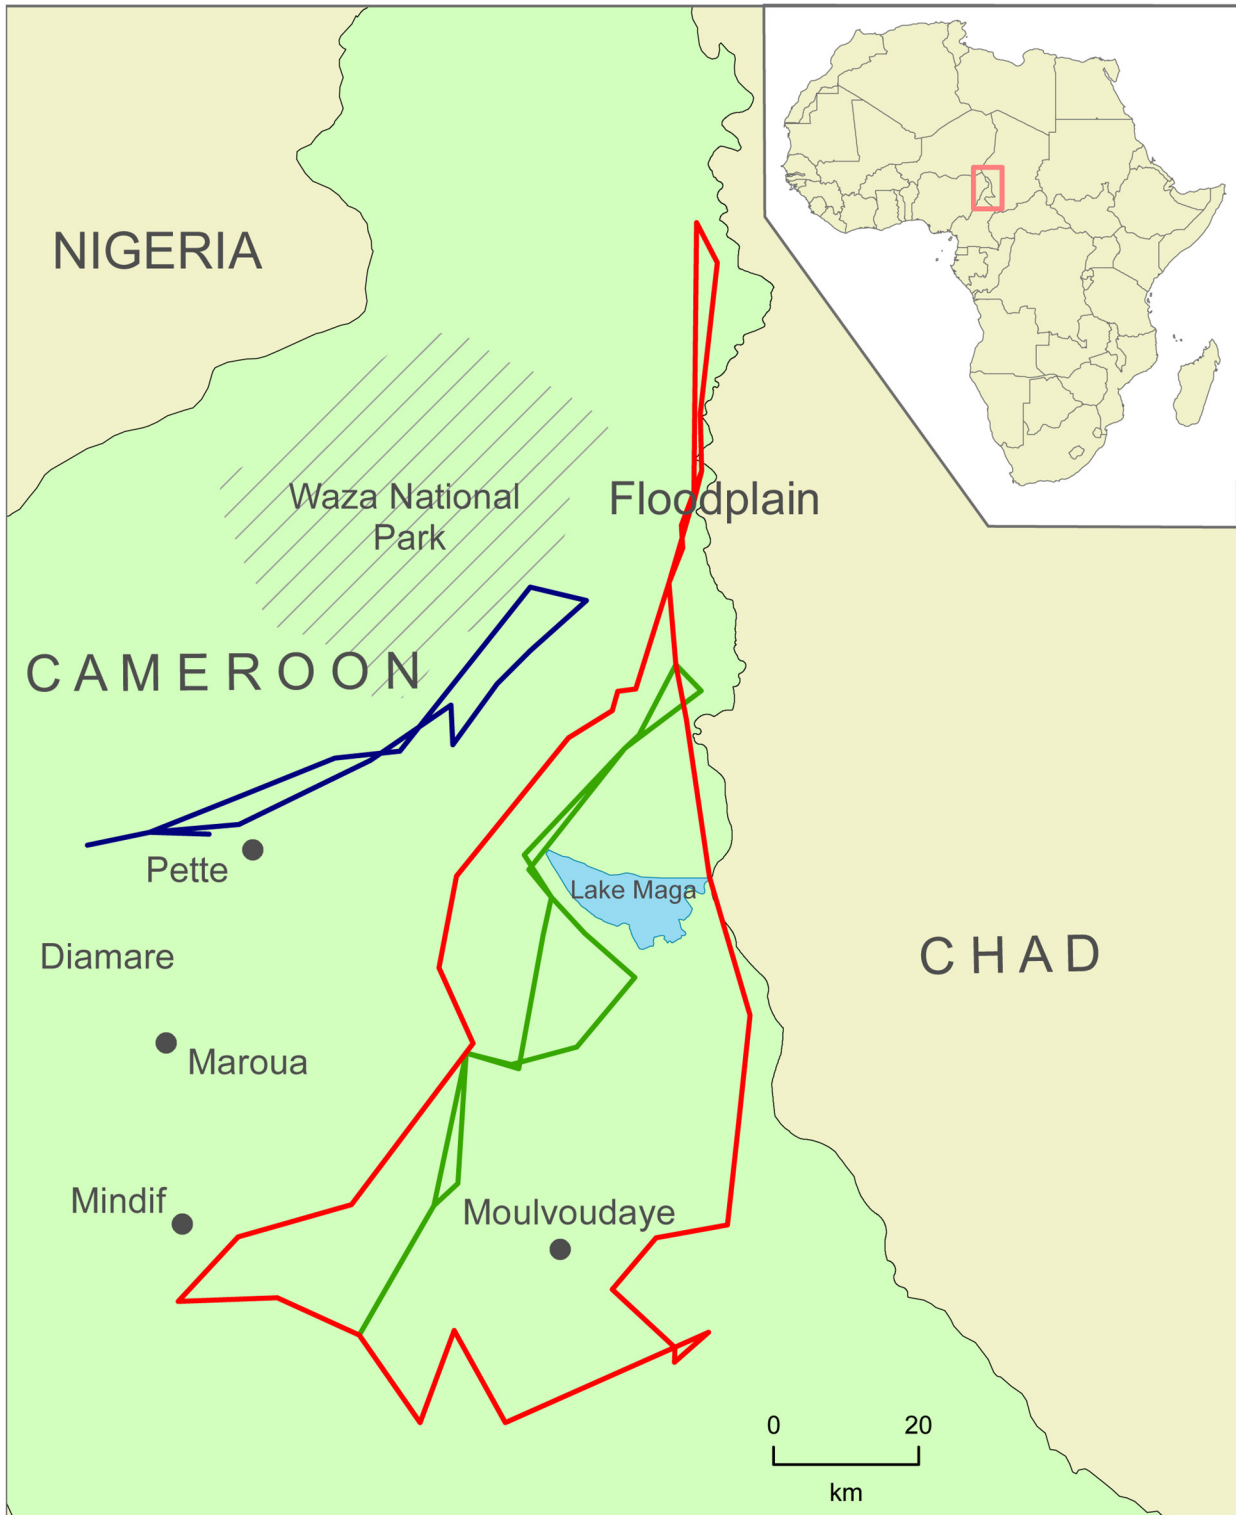 NIGERIA
Waza National
Park
Floodplain
CAMEROON
Pette
Lake Maga
Diamare
CHAD
Maroua
Mindif
Moulvoudaye
0 20
km